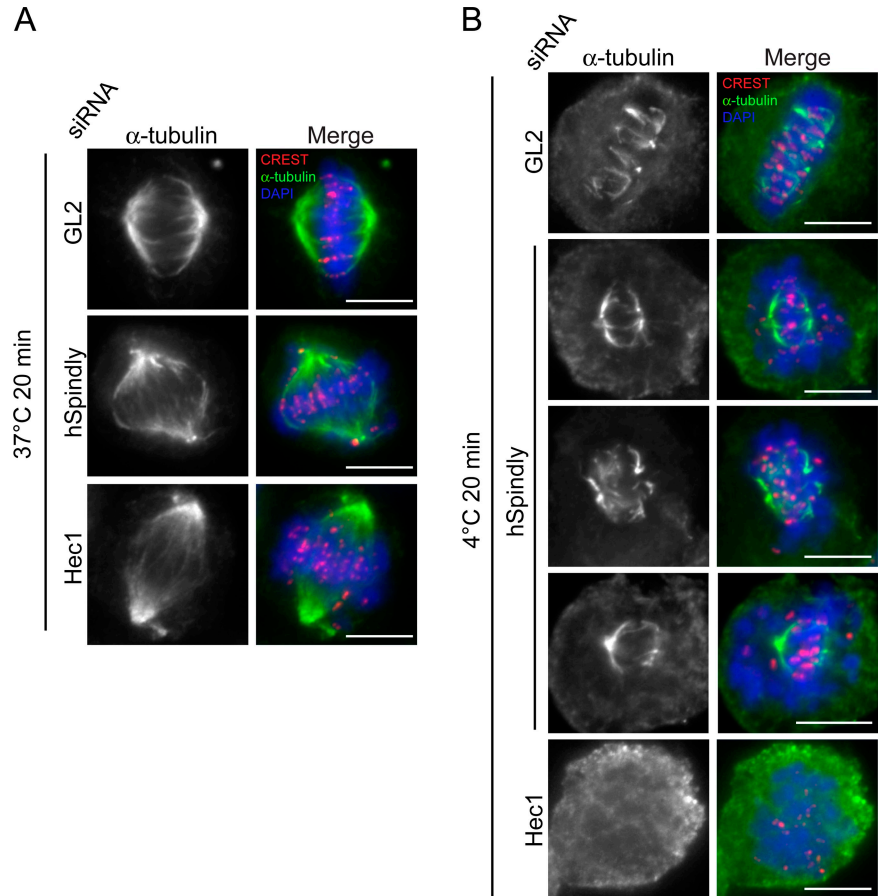 A
siRNA
α-tubulin
Merge
37°C 20 min
GL2
CREST
α-tubulin
DAPI
hSpindly
Hec1
B
siRNA
α-tubulin
Merge
4°C 20 min
GL2
CREST
α-tubulin
DAPI
hSpindly
Hec1